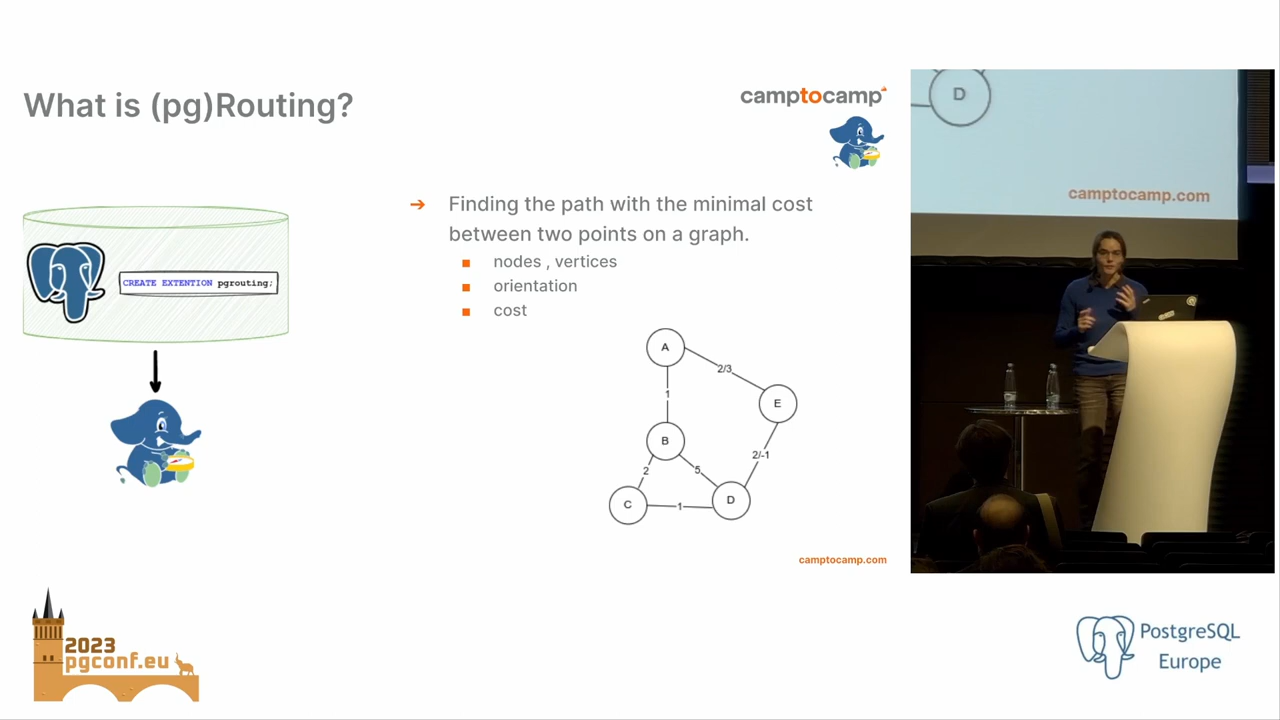 What is (pg)Routing?
camptocamp
CREATE EXTENTION pgrouting;
➔ Finding the path with the minimal cost
between two points on a graph.
nodes , vertices
orientation
cost
A
2/3
1
E
B
2
5
2/-1
C
1
D
camptocamp.com
D
camptocamp.com
2023
pgconf.eu
PostgreSQL
Europe